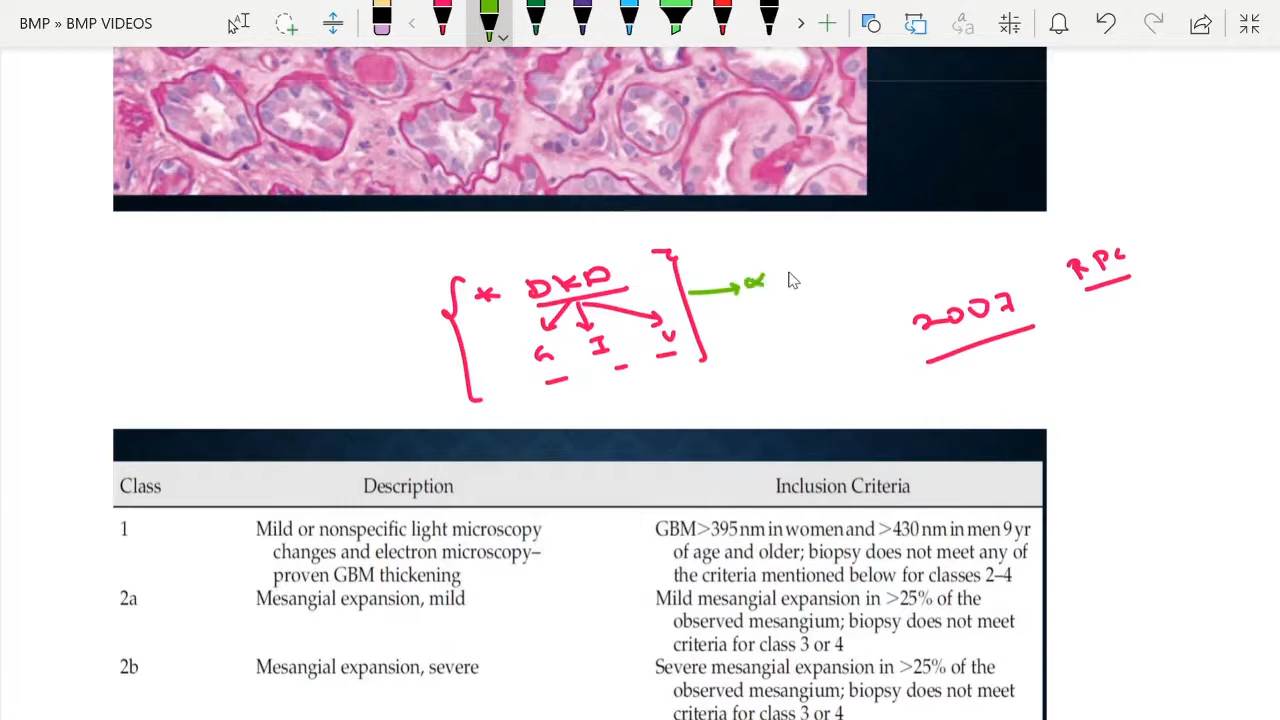 BMP » BMP VIDEOS
* DKD
G I V
α
2007
RPC
Class Description Inclusion Criteria
1 Mild or nonspecific light microscopy GBM>395 nm in women and >430 nm in men 9 yr
changes and electron microscopy– of age and older; biopsy does not meet any of
proven GBM thickening the criteria mentioned below for classes 2–4
2a Mesangial expansion, mild Mild mesangial expansion in >25% of the
observed mesangium; biopsy does not meet
criteria for class 3 or 4
2b Mesangial expansion, severe Severe mesangial expansion in >25% of the
observed mesangium; biopsy does not meet
criteria for class 3 or 4